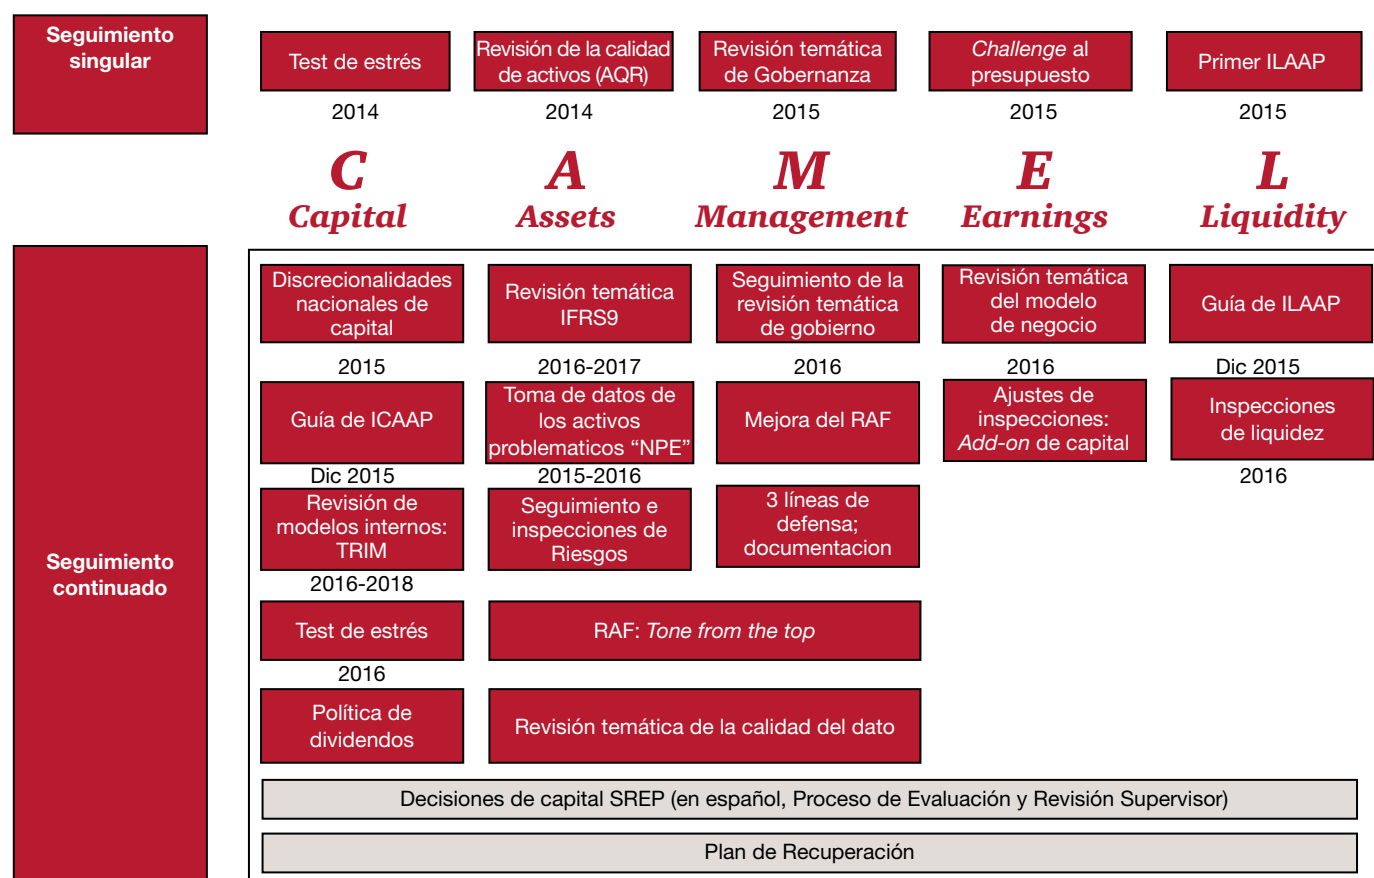 Seguimiento
singular
Test de estrés
2014
Revisión de la calidad
de activos (AQR)
2014
Revisión temática
de Gobernanza
2015
Challenge al
presupuesto
2015
Primer ILAAP
2015
C
Capital
A
Assets
M
Management
E
Earnings
L
Liquidity
Seguimiento
continuado
Discrecionalidades
nacionales de
capital
2015
Guía de ICAAP
Dic 2015
Revisión de
modelos internos:
TRIM
2016-2018
Test de estrés
2016
Política de
dividendos
Revisión temática
IFRS9
2016-2017
Toma de datos de
los activos
problematicos “NPE”
2015-2016
Seguimiento e
inspecciones de
Riesgos
Seguimiento de la
revisión temática
de gobierno
2016
Mejora del RAF
3 líneas de
defensa;
documentacion
RAF: Tone from the top
Revisión temática de la calidad del dato
Revisión temática
del modelo
de negocio
2016
Ajustes de
inspecciones:
Add-on de capital
Guía de ILAAP
Dic 2015
Inspecciones
de liquidez
2016
Decisiones de capital SREP (en español, Proceso de Evaluación y Revisión Supervisor)
Plan de Recuperación